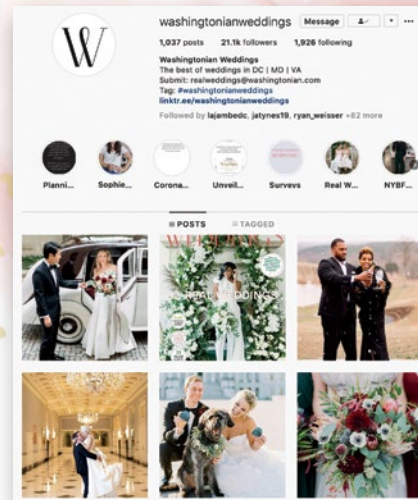 W
washingtonianweddings Message
1,037 posts 21.1k followers 1,926 following
Washingtonian Weddings
The best of weddings in DC | MD | VA
Submit: realweddings@washingtonian.com
Tag: #washingtonianweddings
linktr.ee/washingtonianweddings
Followed by lajambedc, jatynes19, ryan_weisser +82 more
Planni... Sophie... Corona... Unveil... Surveys Real W... NYBF...
POSTS TAGGED
WEDDINGS
REAL WEDDINGS